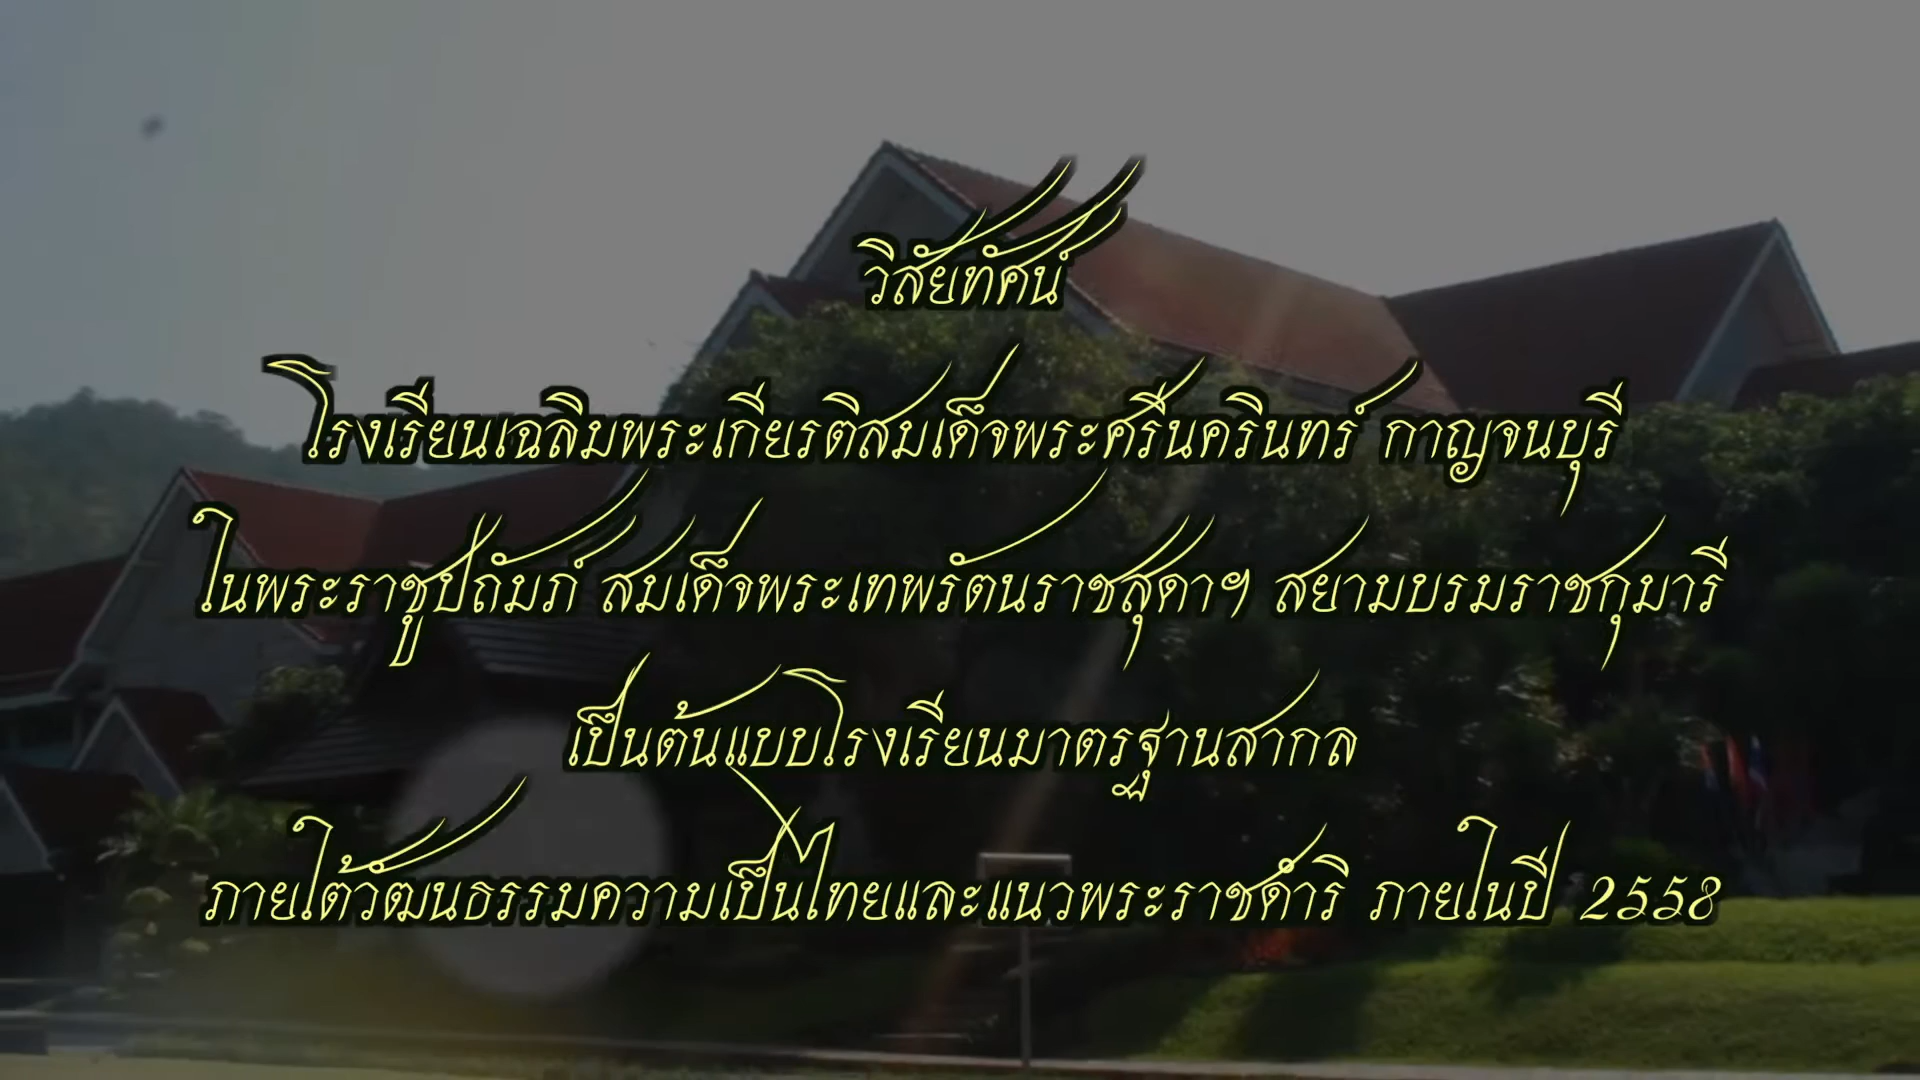 วิสัยทัศน์
โรงเรียนเฉลิมพระเกียรติสมเด็จพระศรีนครินทร์ กาญจนบุรี
ในพระราชูปถัมภ์ สมเด็จพระเทพรัตนราชสุดาฯ สยามบรมราชกุมารี
เป็นต้นแบบโรงเรียนมาตรฐานสากล
ภายใต้วัฒนธรรมความเป็นไทยและแนวพระราชดำริ ภายในปี 2558